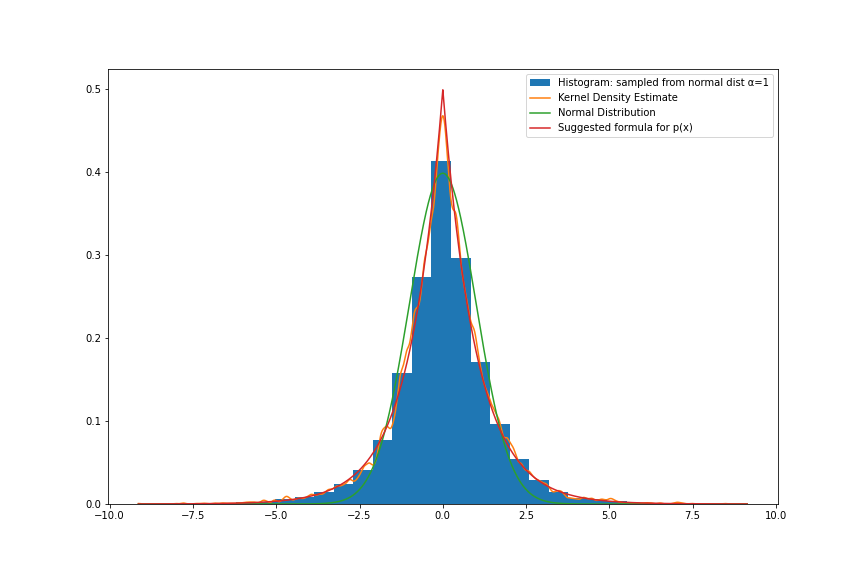 Histogram: sampled from normal dist α=1
Kernel Density Estimate
Normal Distribution
Suggested formula for p(x)
0.5
0.4
0.3
0.2
0.1
0.0
−10.0 −7.5 −5.0 −2.5 0.0 2.5 5.0 7.5 10.0